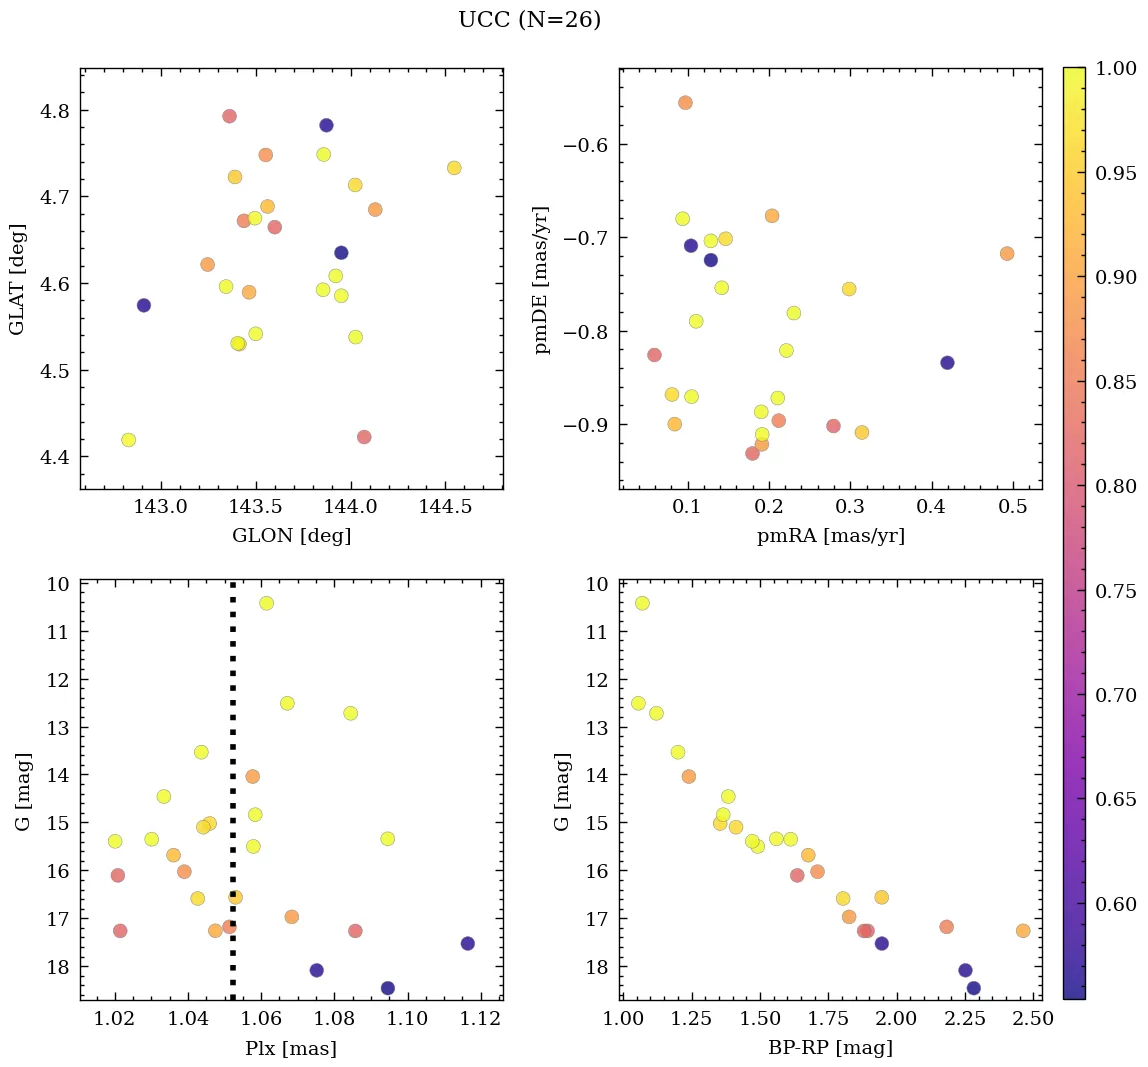 UCC (N=26)
4.8
4.7
4.6
4.5
4.4
GLAT [deg]
143.0 143.5 144.0 144.5
GLON [deg]
−0.6
−0.7
−0.8
−0.9
pmDE [mas/yr]
0.1 0.2 0.3 0.4 0.5
pmRA [mas/yr]
10
11
12
13
14
15
16
17
18
G [mag]
1.02 1.04 1.06 1.08 1.10 1.12
Plx [mas]
10
11
12
13
14
15
16
17
18
G [mag]
1.00 1.25 1.50 1.75 2.00 2.25 2.50
BP-RP [mag]
1.00
0.95
0.90
0.85
0.80
0.75
0.70
0.65
0.60